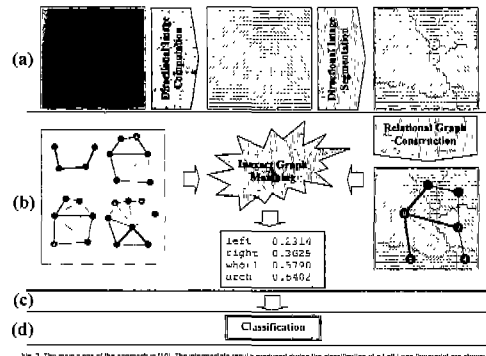 (a)
Directional Image
Computation
Directional Image
Segmentation
Relational Graph
Construction
(b)
Inexact Graph
Matching
left 0.2314
right 0.3625
whorl 0.5790
arch 0.6402
(c)
(d)
Classification